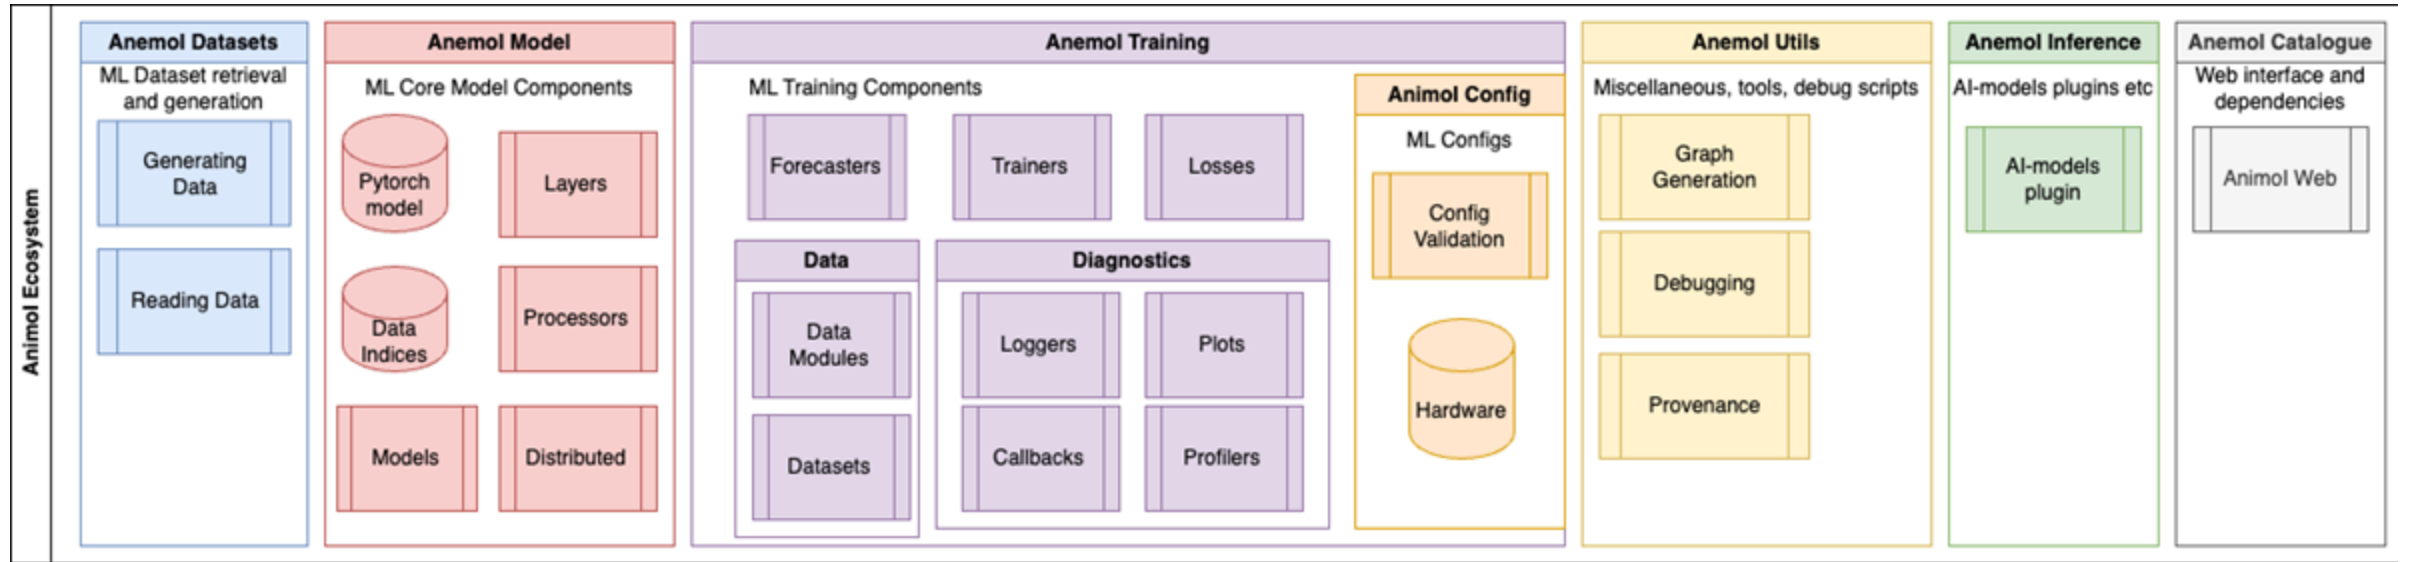 Animol Ecosystem
Anemol Datasets
ML Dataset retrieval
and generation
Generating
Data
Reading Data
Anemol Model
ML Core Model Components
Pytorch
model
Layers
Data
Indices
Processors
Models
Distributed
Anemol Training
ML Training Components
Forecasters
Trainers
Losses
Data
Data
Modules
Datasets
Diagnostics
Loggers
Plots
Callbacks
Profilers
Animol Config
ML Configs
Config
Validation
Hardware
Anemol Utils
Miscellaneous, tools, debug scripts
Graph
Generation
Debugging
Provenance
Anemol Inference
AI-models plugins etc
AI-models
plugin
Anemol Catalogue
Web interface and
dependencies
Animol Web